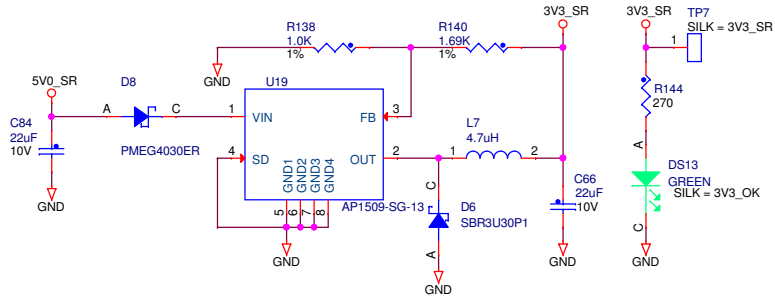 3V3_SR
3V3_SR
TP7
SILK = 3V3_SR
1
R138
1.0K
1%
R140
1.69K
1%
GND
5V0_SR
D8
A
C
PMEG4030ER
C84
22uF
10V
GND
U19
1
VIN
FB
3
4
SD
OUT
2
GND1
GND2
GND3
GND4
5
6
7
8
AP1509-SG-13
GND
L7
4.7uH
1
2
C
D6
SBR3U30P1
A
GND
C66
22uF
10V
GND
R144
270
A
DS13
GREEN
SILK = 3V3_OK
C
GND